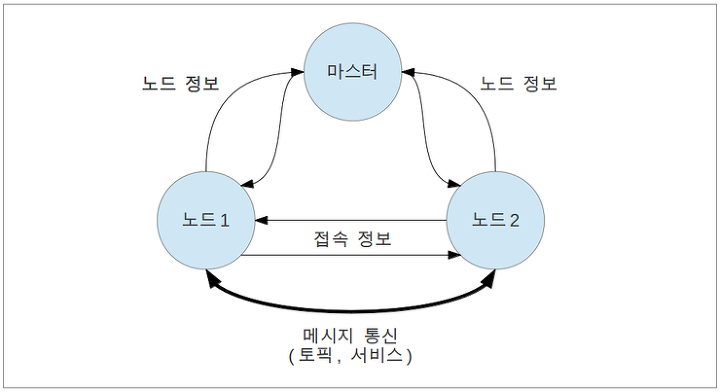 마스터
노드 정보
노드 정보
노드1
노드2
접속 정보
메시지 통신
(토픽, 서비스)